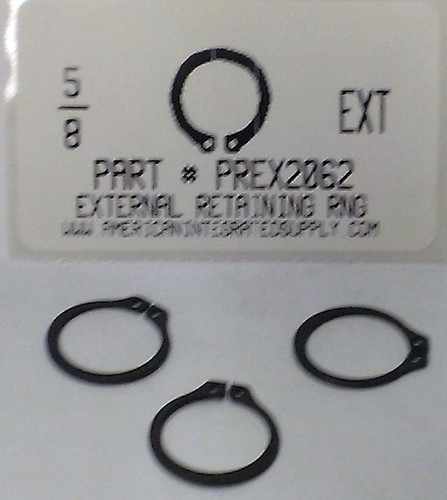 5/8
EXT
PART # PREX2062
EXTERNAL RETAINING RNG
WWW.AMERICANINTEGRATEDSUPPLY.COM